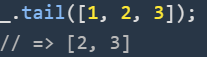 _.tail([1, 2, 3]);
// => [2, 3]